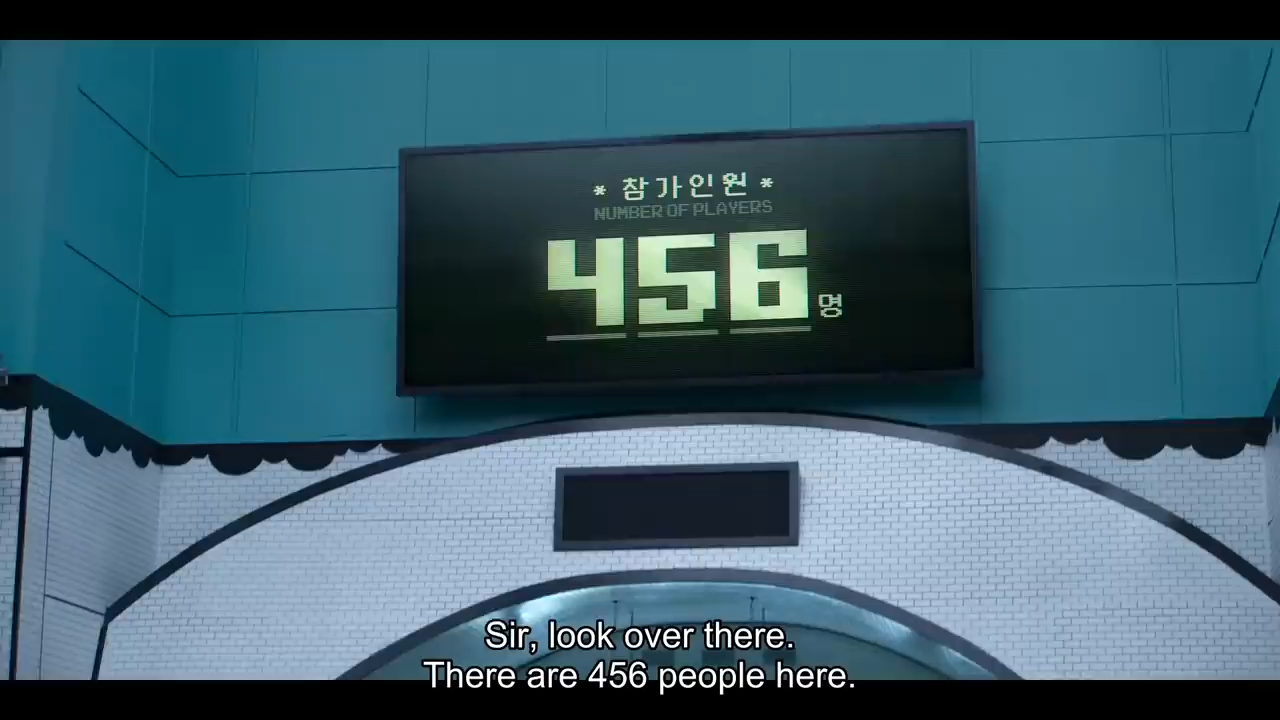 * 참가인원 *
NUMBER OF PLAYERS
456명
Sir, look over there.
There are 456 people here.